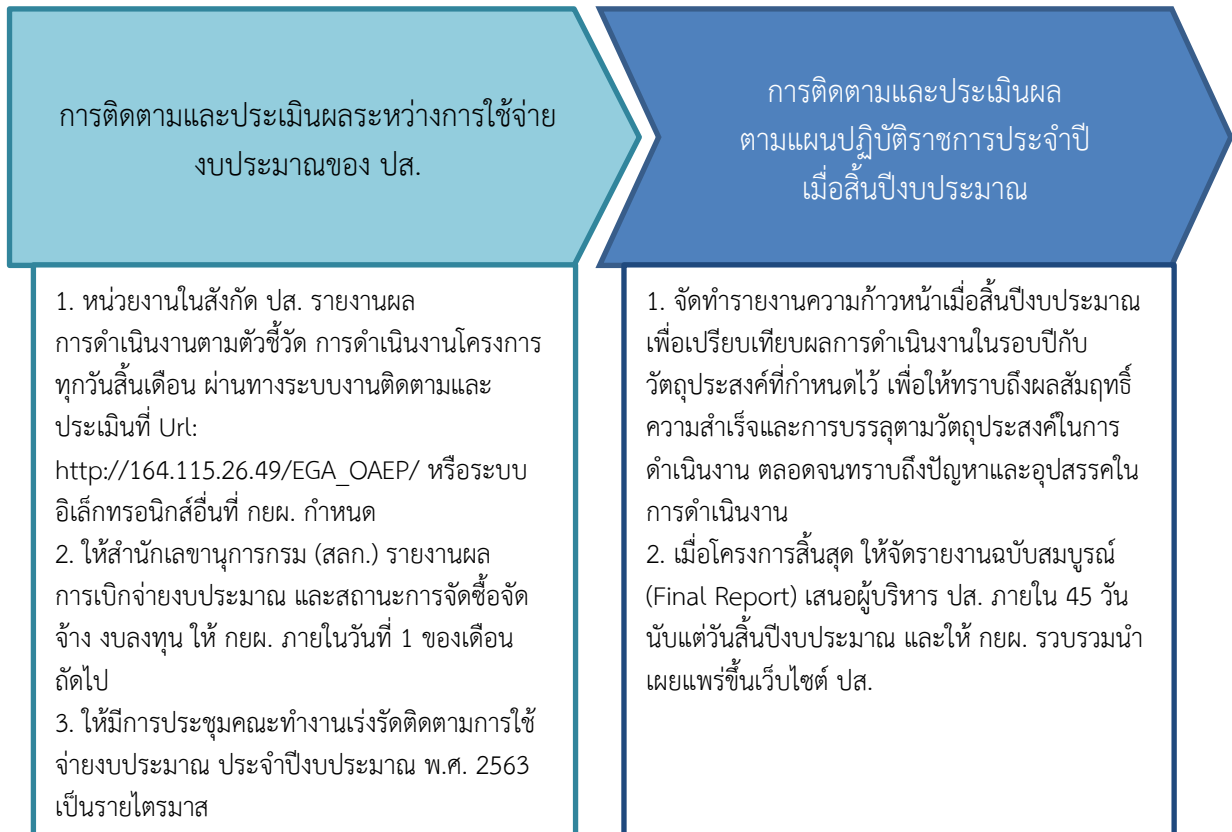 การติดตามและประเมินผลระหว่างการใช้จ่าย
งบประมาณของ ปส.
การติดตามและประเมินผล
ตามแผนปฏิบัติราชการประจำปี
เมื่อสิ้นปีงบประมาณ
1. หน่วยงานในสังกัด ปส. รายงานผล
การดำเนินงานตามตัวชี้วัด การดำเนินงานโครงการ
ทุกวันสิ้นเดือน ผ่านทางระบบงานติดตามและ
ประเมินที่ Url:
http://164.115.26.49/EGA_OAEP/ หรือระบบ
อิเล็กทรอนิกส์อื่นที่ กยผ. กำหนด
2. ให้สำนักเลขานุการกรม (สลก.) รายงานผล
การเบิกจ่ายงบประมาณ และสถานะการจัดซื้อจัด
จ้าง งบลงทุน ให้ กยผ. ภายในวันที่ 1 ของเดือน
ถัดไป
3. ให้มีการประชุมคณะทำงานเร่งรัดติดตามการใช้
จ่ายงบประมาณ ประจำปีงบประมาณ พ.ศ. 2563
เป็นรายไตรมาส
1. จัดทำรายงานความก้าวหน้าเมื่อสิ้นปีงบประมาณ
เพื่อเปรียบเทียบผลการดำเนินงานในรอบปีกับ
วัตถุประสงค์ที่กำหนดไว้ เพื่อให้ทราบถึงผลสัมฤทธิ์
ความสำเร็จและการบรรลุตามวัตถุประสงค์ในการ
ดำเนินงาน ตลอดจนทราบถึงปัญหาและอุปสรรคใน
การดำเนินงาน
2. เมื่อโครงการสิ้นสุด ให้จัดรายงานฉบับสมบูรณ์
(Final Report) เสนอผู้บริหาร ปส. ภายใน 45 วัน
นับแต่วันสิ้นปีงบประมาณ และให้ กยผ. รวบรวมนำ
เผยแพร่ขึ้นเว็บไซต์ ปส.